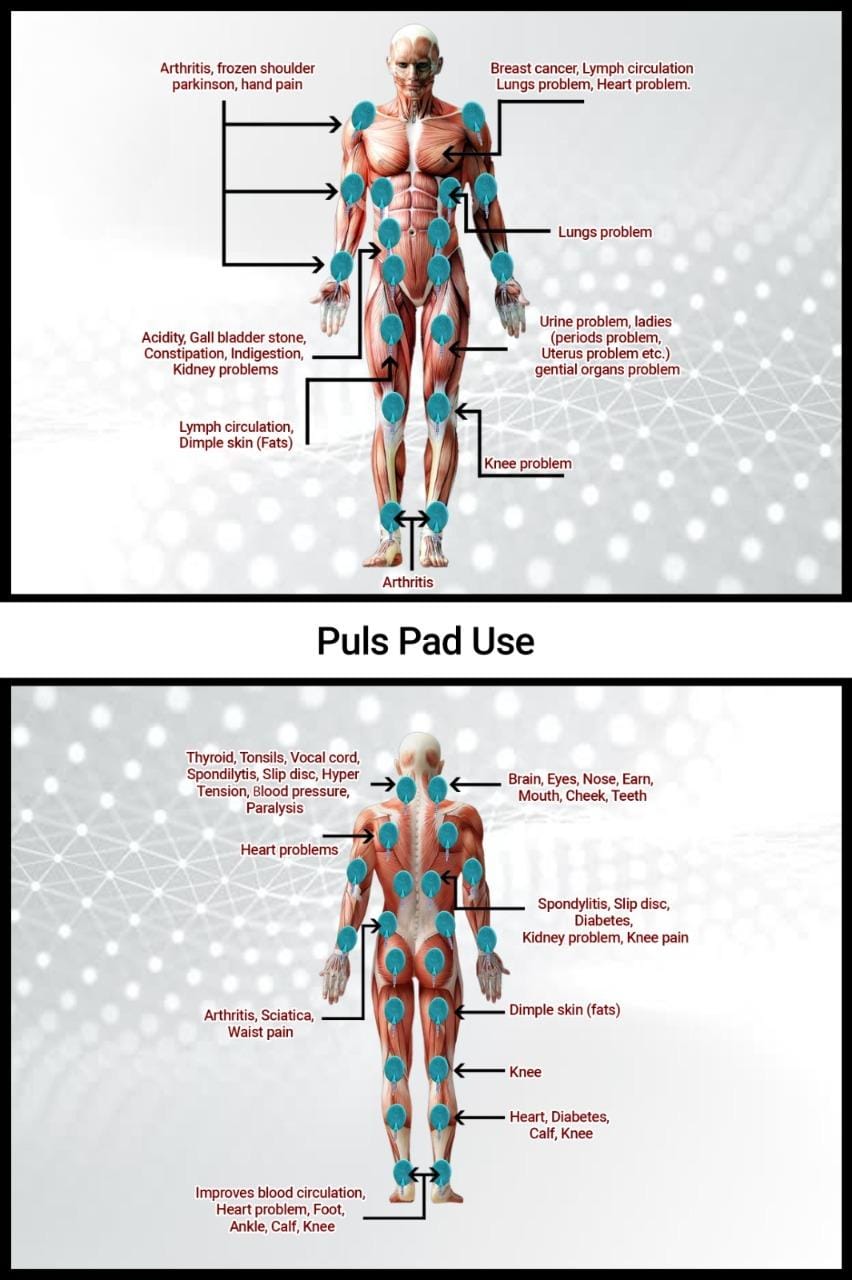 Arthritis, frozen shoulder
parkinson, hand pain
Breast cancer, Lymph circulation
Lungs problem, Heart problem.
Lungs problem
Acidity, Gall bladder stone,
Constipation, Indigestion,
Kidney problems
Urine problem, ladies
(periods problem,
Uterus problem etc.)
gential organs problem
Lymph circulation,
Dimple skin (Fats)
Knee problem
Arthritis
Puls Pad Use
Thyroid, Tonsils, Vocal cord,
Spondilytis, Slip disc, Hyper
Tension, Blood pressure,
Paralysis
Brain, Eyes, Nose, Earn,
Mouth, Cheek, Teeth
Heart problems
Spondylitis, Slip disc,
Diabetes,
Kidney problem, Knee pain
Arthritis, Sciatica,
Waist pain
Dimple skin (fats)
Knee
Heart, Diabetes,
Calf, Knee
Improves blood circulation,
Heart problem, Foot,
Ankle, Calf, Knee